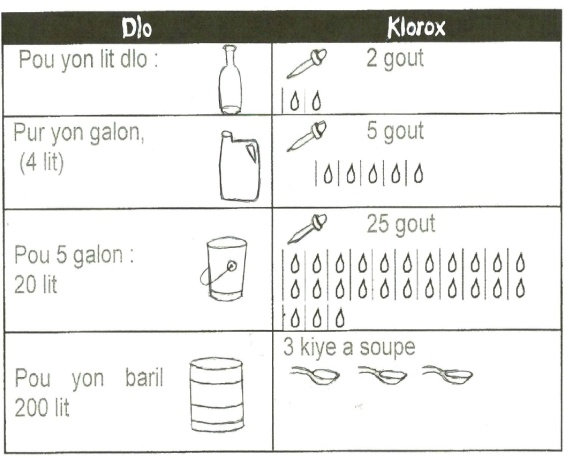 Dlo
Klorox
Pou yon lit dlo :
2 gout
Pur yon galon,
(4 lit)
5 gout
Pou 5 galon :
20 lit
25 gout
Pou yon baril
200 lit
3 kiye a soupe